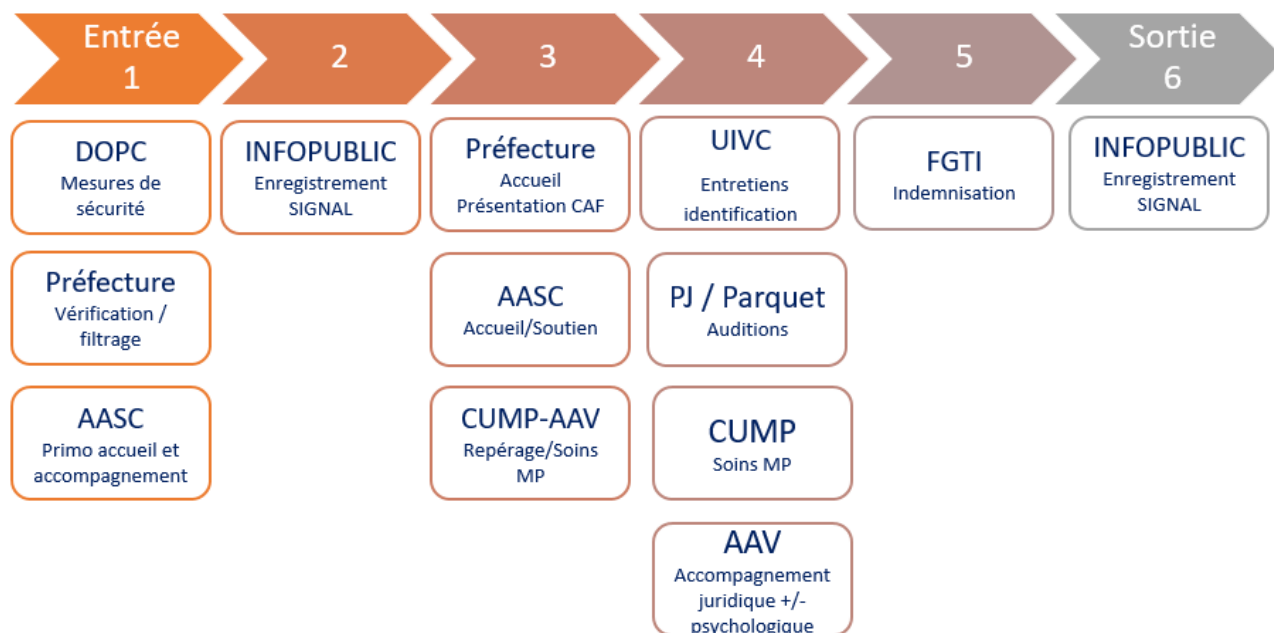 Entrée
1
2
3
4
5
Sortie
6
DOPC
Mesures de
sécurité
INFOPUBLIC
Enregistrement
SIGNAL
Préfecture
Accueil
Présentation CAF
UIVC
Entretiens
identification
FGTI
Indemnisation
INFOPUBLIC
Enregistrement
SIGNAL
Préfecture
Vérification /
filtrage
AASC
Accueil/Soutien
PJ / Parquet
Auditions
AASC
Primo accueil et
accompagnement
CUMP-AAV
Repérage/Soins
MP
CUMP
Soins MP
AAV
Accompagnement
juridique +/-
psychologique